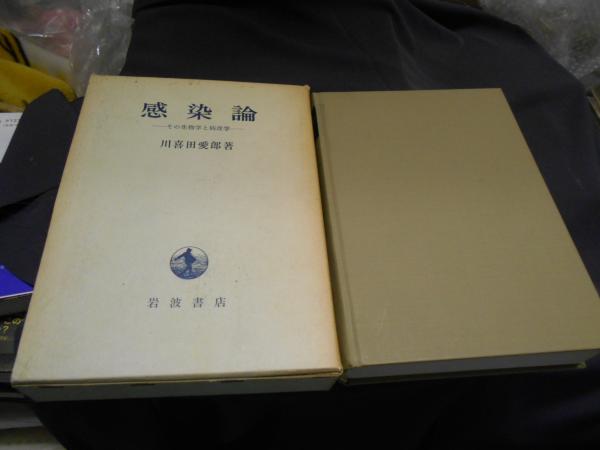 感染論
──その生物学と病理学──
川喜田愛郎著
岩波書店